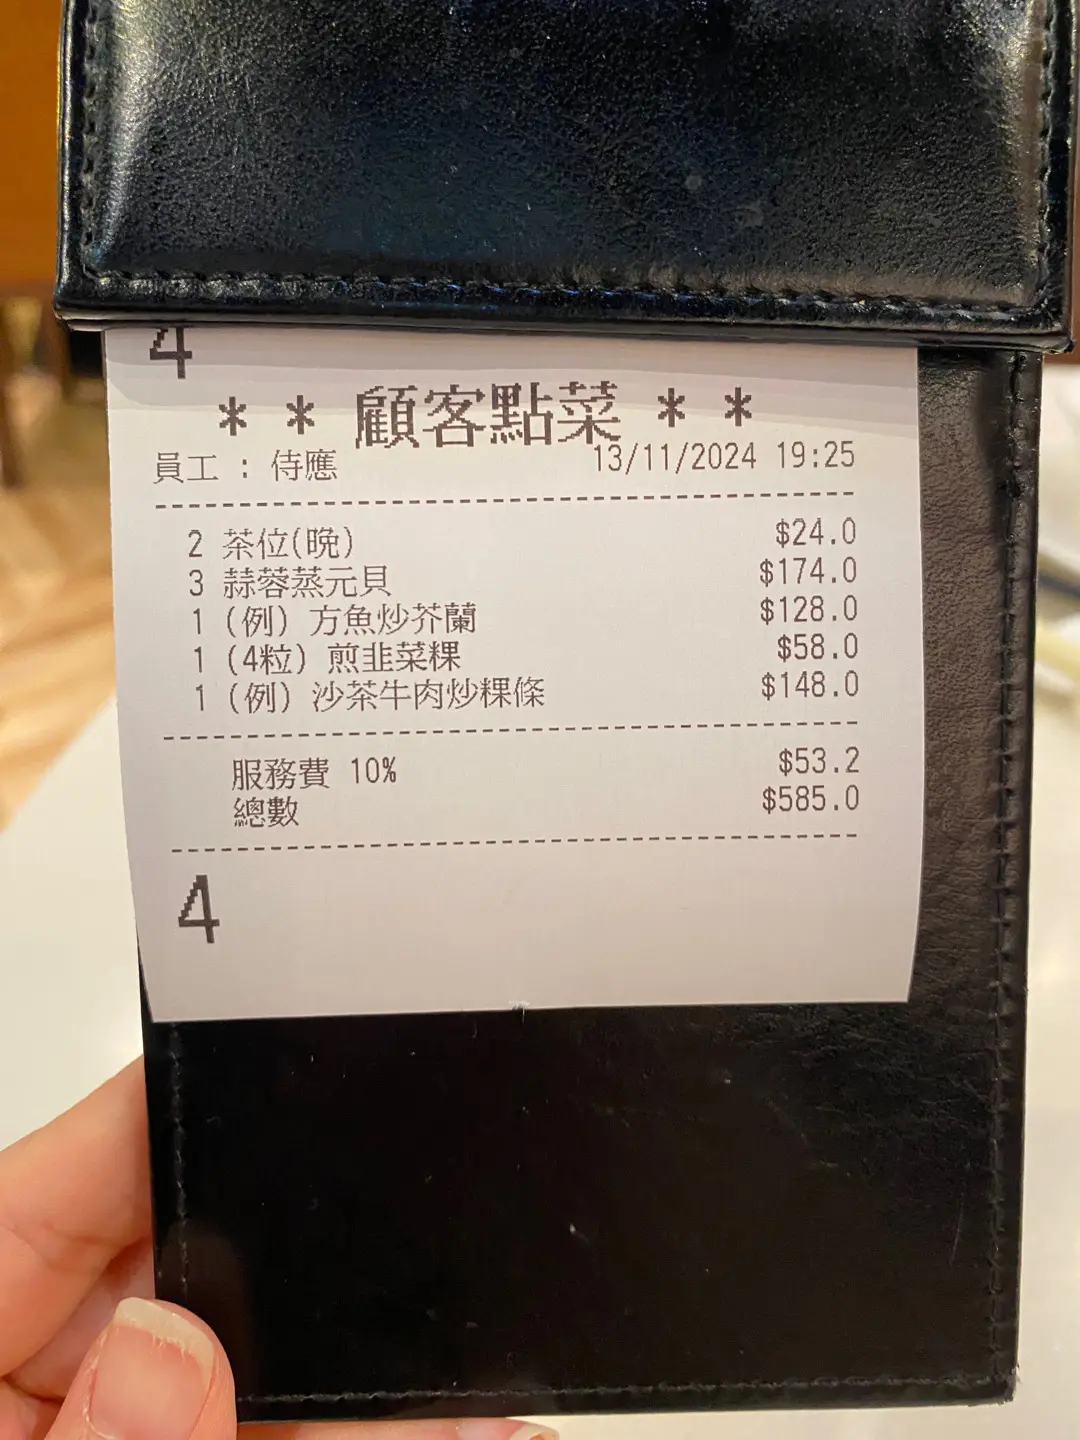 4
* * 顧客點菜 * *
員工 : 侍應 13/11/2024 19:25
2 茶位(晚) $24.0
3 蒜蓉蒸元貝 $174.0
1 (例) 方魚炒芥蘭 $128.0
1 (4粒) 煎韭菜粿 $58.0
1 (例) 沙茶牛肉炒粿條 $148.0
服務費 10% $53.2
總數 $585.0
4